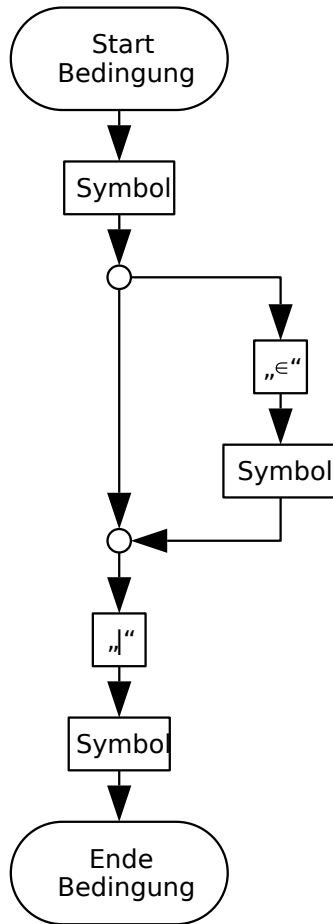 Start
Bedingung
Symbol
„∈“
Symbol
„|“
Symbol
Ende
Bedingung